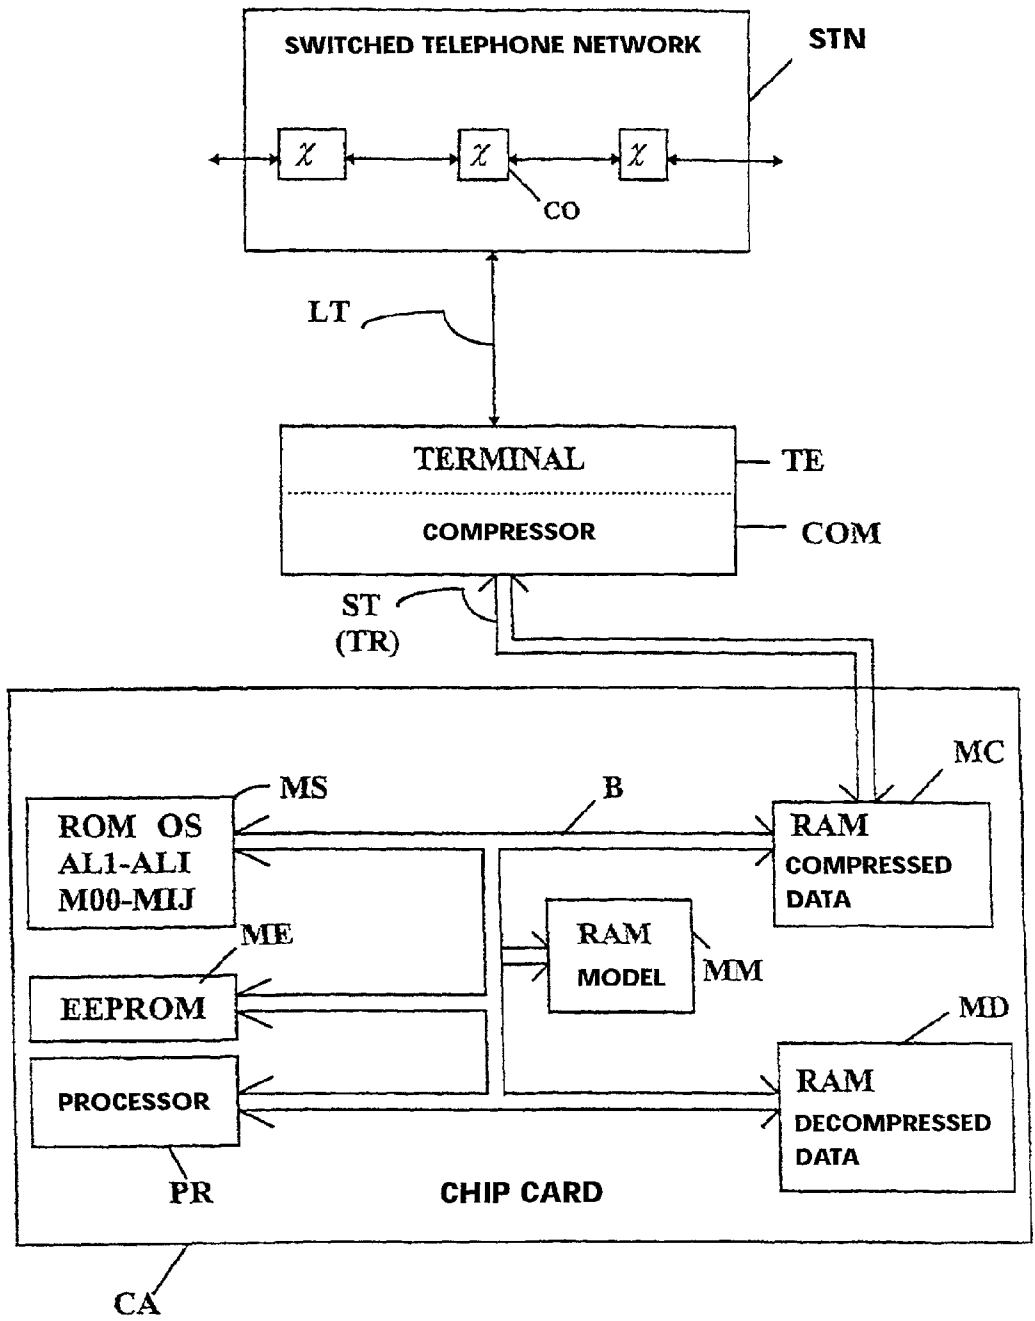 SWITCHED TELEPHONE NETWORK
STN
χ χ χ
CO
LT
TERMINAL
TE
COMPRESSOR
COM
ST
(TR)
MC
MS
B
ROM OS
AL1-ALI
M00-MIJ
RAM
COMPRESSED
DATA
ME
RAM
MODEL
MM
EEPROM
MD
PROCESSOR
RAM
DECOMPRESSED
DATA
PR
CHIP CARD
CA